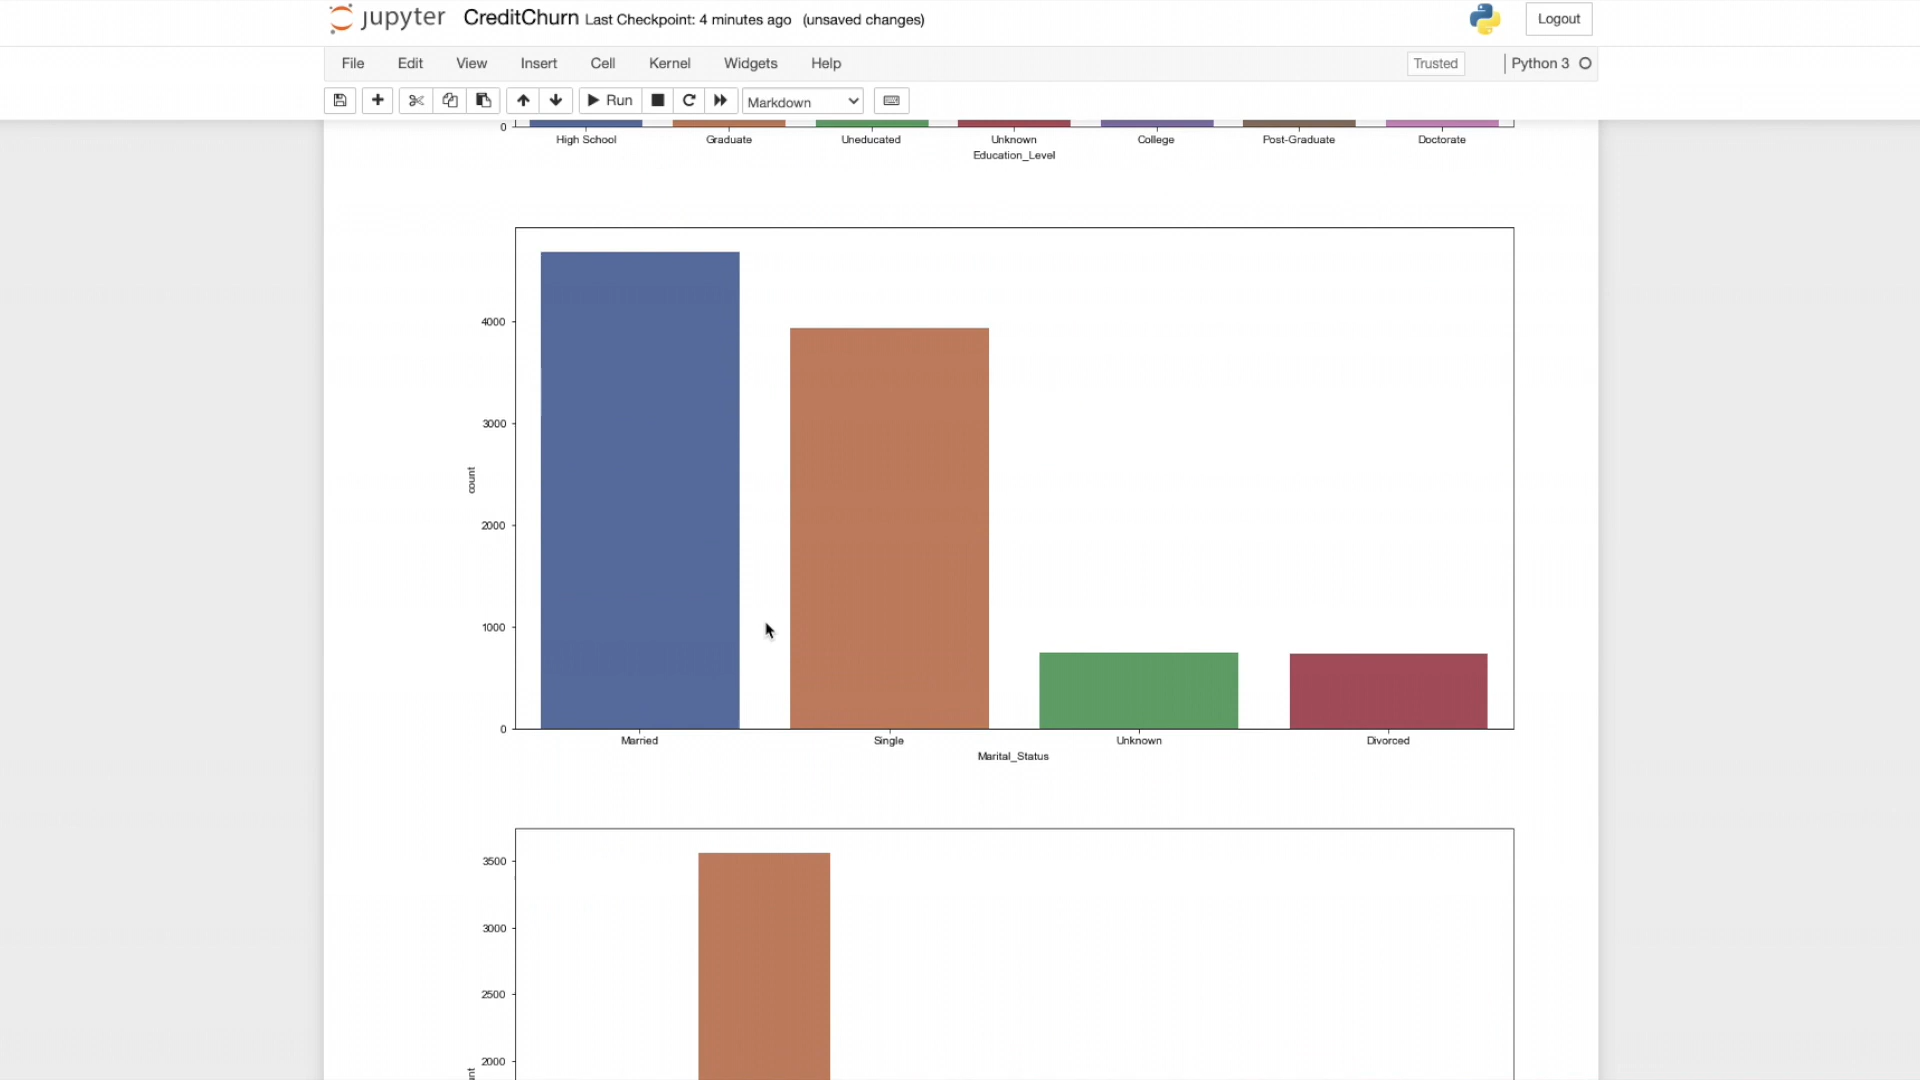 jupyter CreditChurn Last Checkpoint: 4 minutes ago (unsaved changes) Logout
File Edit View Insert Cell Kernel Widgets Help Trusted Python 3
Run Markdown
0
High School Graduate Uneducated Unknown College Post-Graduate Doctorate
Education_Level
4000
3000
count
2000
1000
0
Married Single Unknown Divorced
Marital_Status
3500
3000
2500
2000